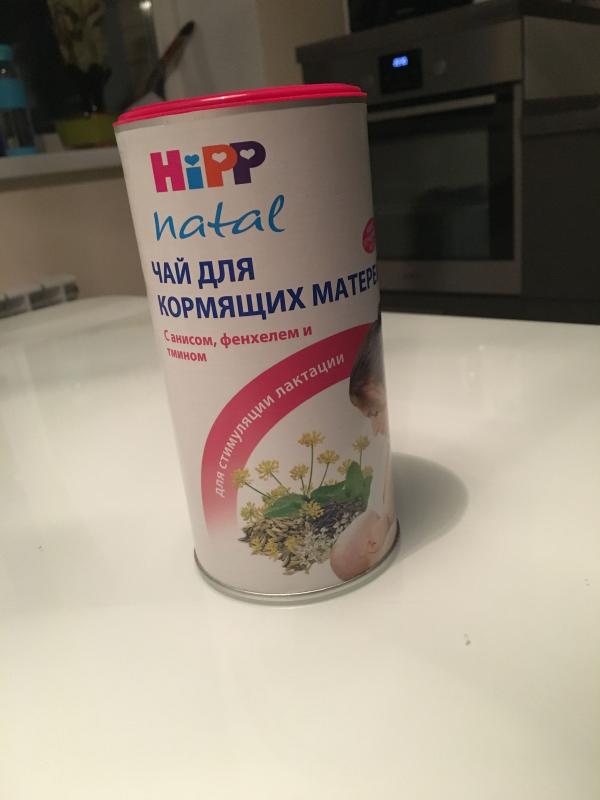 HiPP
natal
ЧАЙ ДЛЯ
КОРМЯЩИХ МАТЕРЕ
С анисом, фенхелем и
тмином
для стимуляции лактации